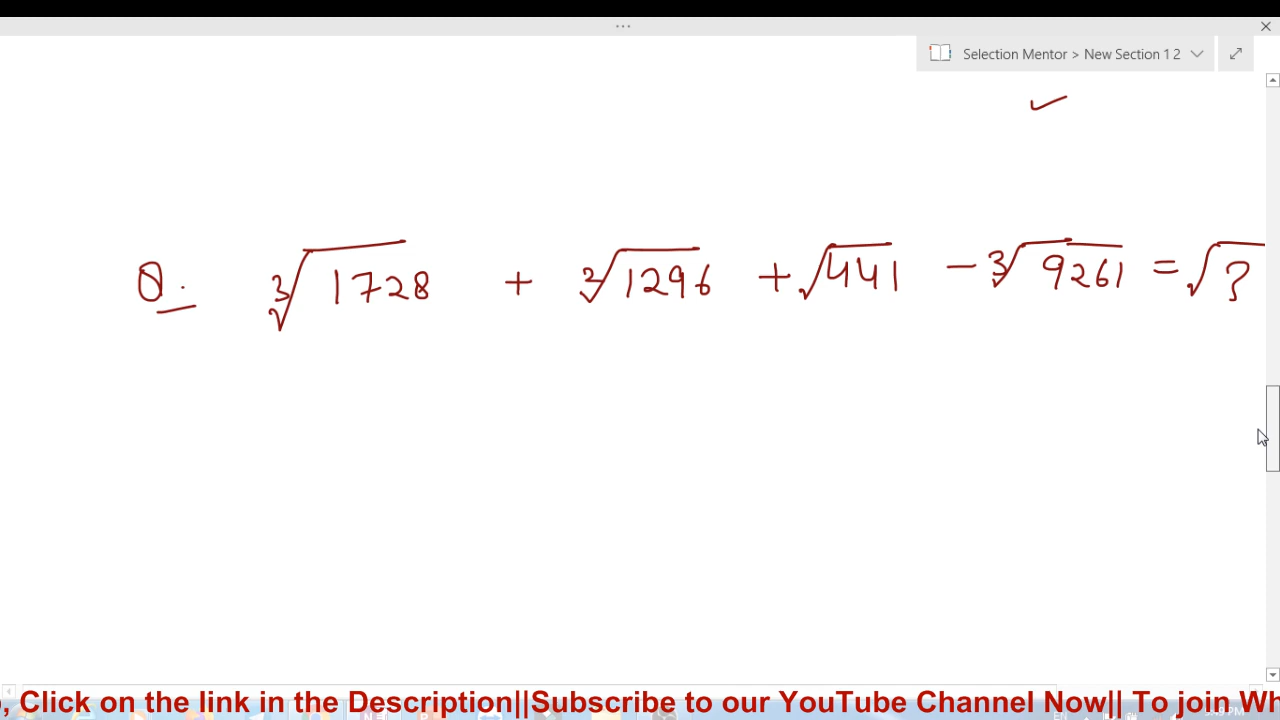 Selection Mentor > New Section 1 2
Q. ∛1728 + ∛1296 + √441 - ∛9261 = √?
, Click on the link in the Description||Subscribe to our YouTube Channel Now|| To join Wh